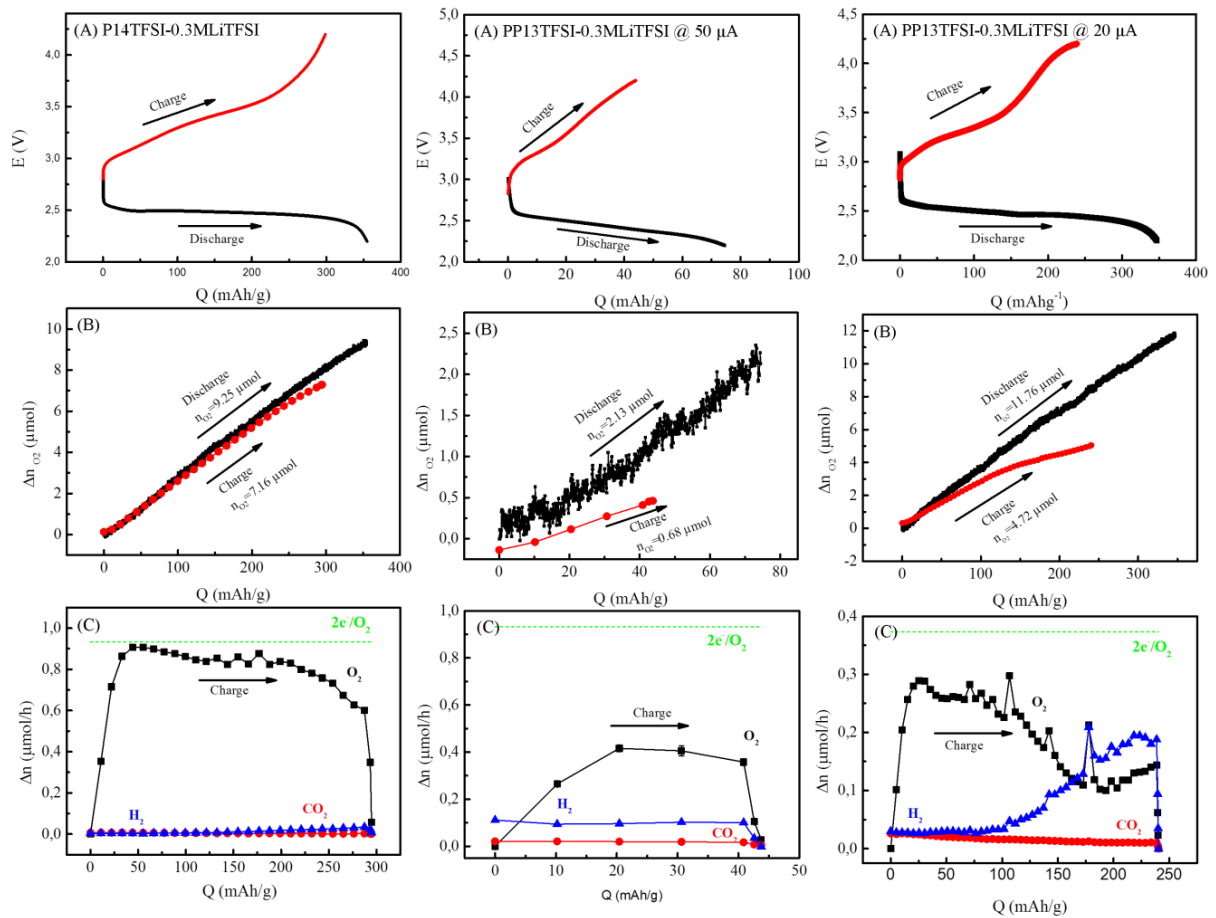 (A) P14TFSI-0.3MLiTFSI
4.5
4.0
3.5
3.0
2.5
2.0
E (V)
Charge
Discharge
0 100 200 300 400
Q (mAh/g)
(A) PP13TFSI-0.3MLiTFSI @ 50 µA
5,0
4,5
4,0
3,5
3,0
2,5
2,0
E (V)
Charge
Discharge
0 20 40 60 80 100
Q (mAh/g)
(A) PP13TFSI-0.3MLiTFSI @ 20 µA
4,5
4,0
3,5
3,0
2,5
2,0
E (V)
Charge
Discharge
0 100 200 300 400
Q (mAhg⁻¹)
(B)
10
8
6
4
2
0
Δn O₂ (µmol)
Discharge
nO₂=9.25 µmol
Charge
nO₂=7.16 µmol
0 50 100 150 200 250 300 350 400
Q (mAh/g)
(B)
2,5
2,0
1,5
1,0
0,5
0,0
Δn O₂ (µmol)
Discharge
nO₂=2.13 µmol
Charge
nO₂=0.68 µmol
0 20 40 60 80
Q (mAh/g)
(B)
12
10
8
6
4
2
0
-2
Δn O₂ (µmol)
Discharge
nO₂=11.76 µmol
Charge
nO₂=4.72 µmol
0 50 100 150 200 250 300 350
Q (mAh/g)
(C)
2e⁻/O₂
1,0
0,8
0,6
0,4
0,2
0,0
Δn (µmol/h)
O₂
Charge
H₂
CO₂
0 50 100 150 200 250 300
Q (mAh/g)
(C)
2e⁻/O₂
1,0
0,8
0,6
0,4
0,2
0,0
Δn (µmol/h)
Charge
O₂
H₂
CO₂
0 10 20 30 40 50
Q (mAh/g)
(C)
2e⁻/O₂
0,4
0,3
0,2
0,1
0,0
Δn (µmol/h)
O₂
Charge
H₂
CO₂
0 50 100 150 200 250
Q (mAh/g)